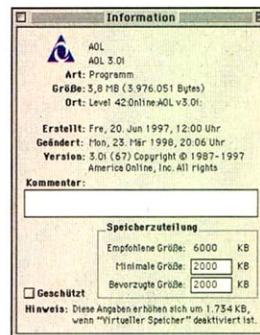 Information
AOL
AOL 3.0i
Art: Programm
Größe: 3,8 MB (3.976.051 Bytes)
Ort: Level 42:Online:AOL v3.0i:
Erstellt: Fre, 20. Jun 1997, 12:00 Uhr
Geändert: Mon, 23. Mär 1998, 20:06 Uhr
Version: 3.0i (67) Copyright © 1987-1997
America Online, Inc. All rights
Kommentar:
Speicherzuteilung
Empfohlene Größe: 6000 KB
Minimale Größe: 2000 KB
Bevorzugte Größe: 2000 KB
Geschützt
Hinweis: Diese Angaben erhöhen sich um 1.734 KB,
wenn "Virtueller Speicher" deaktiviert ist.